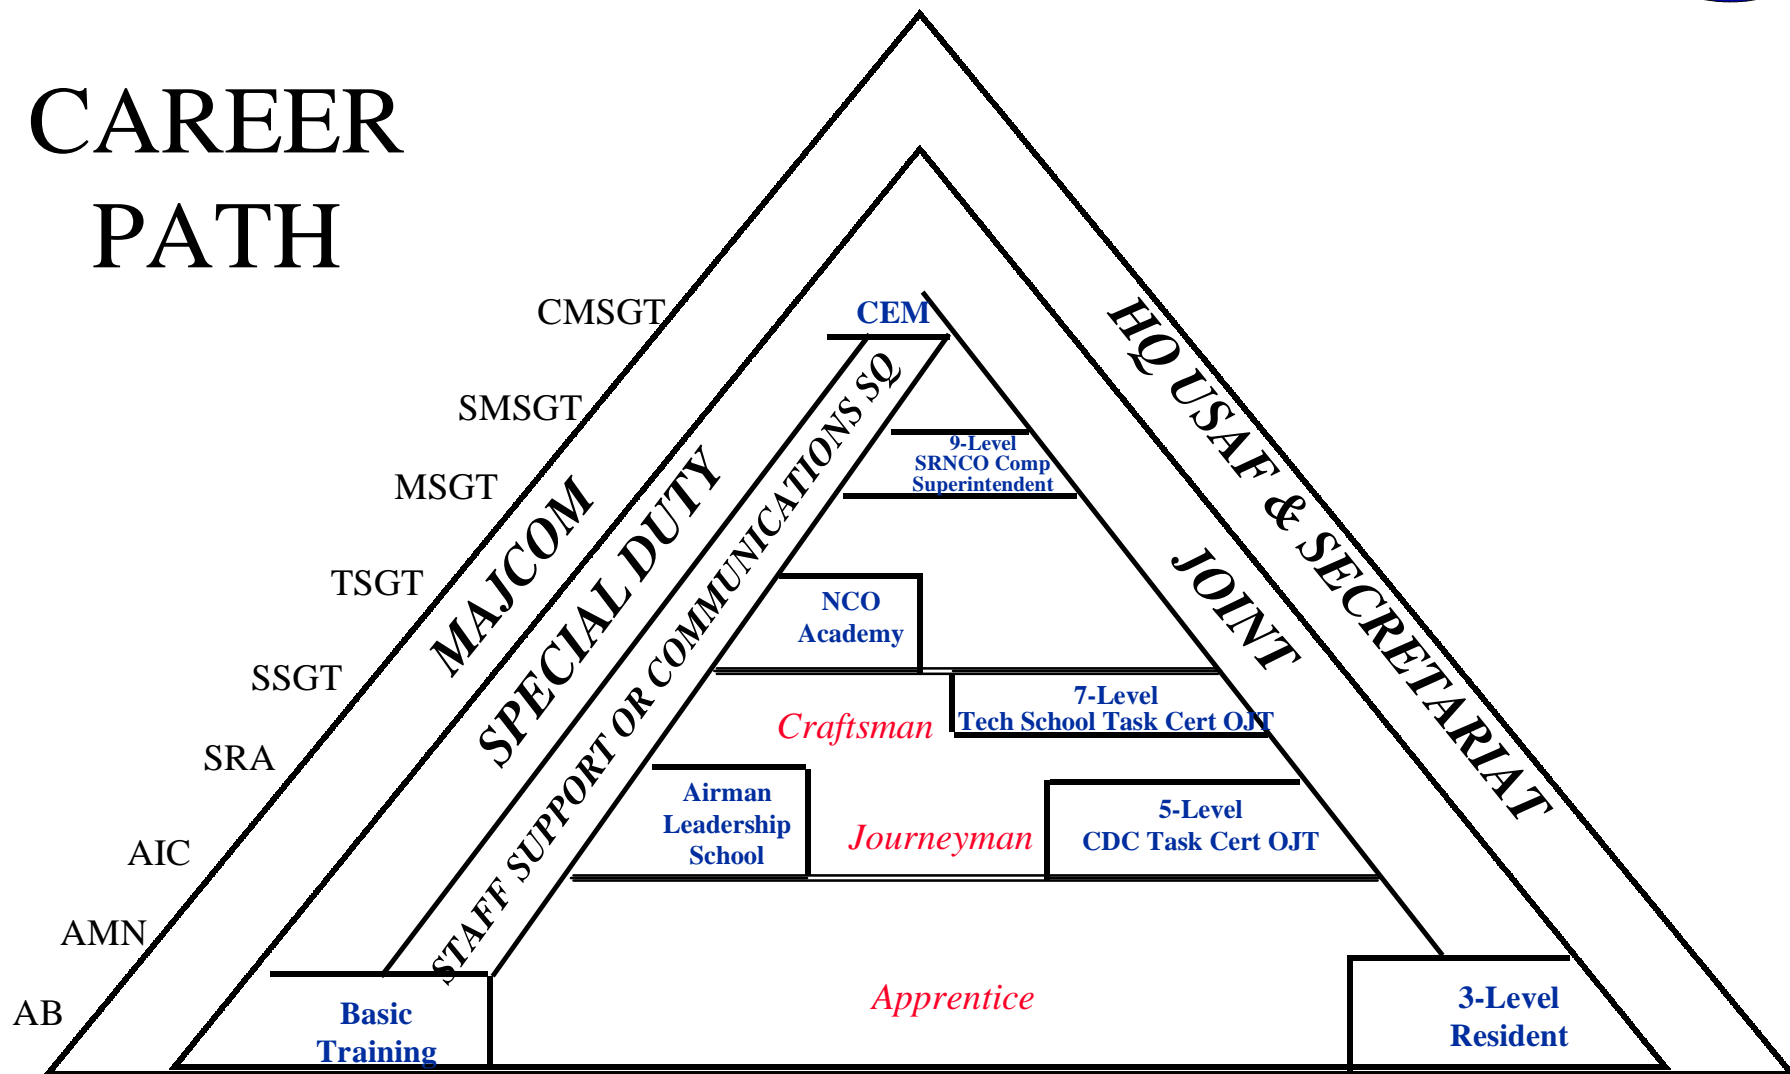 CAREER
PATH
CMSGT
SMSGT
MSGT
TSGT
SSGT
SRA
AIC
AMN
AB
MAJCOM
SPECIAL DUTY
STAFF SUPPORT OR COMMUNICATIONS SQ
HQ USAF & SECRETARIAT
JOINT
CEM
9-Level
SRNCO Comp
Superintendent
NCO
Academy
7-Level
Tech School Task Cert OJT
Craftsman
Airman
Leadership
School
Journeyman
5-Level
CDC Task Cert OJT
Apprentice
Basic
Training
3-Level
Resident